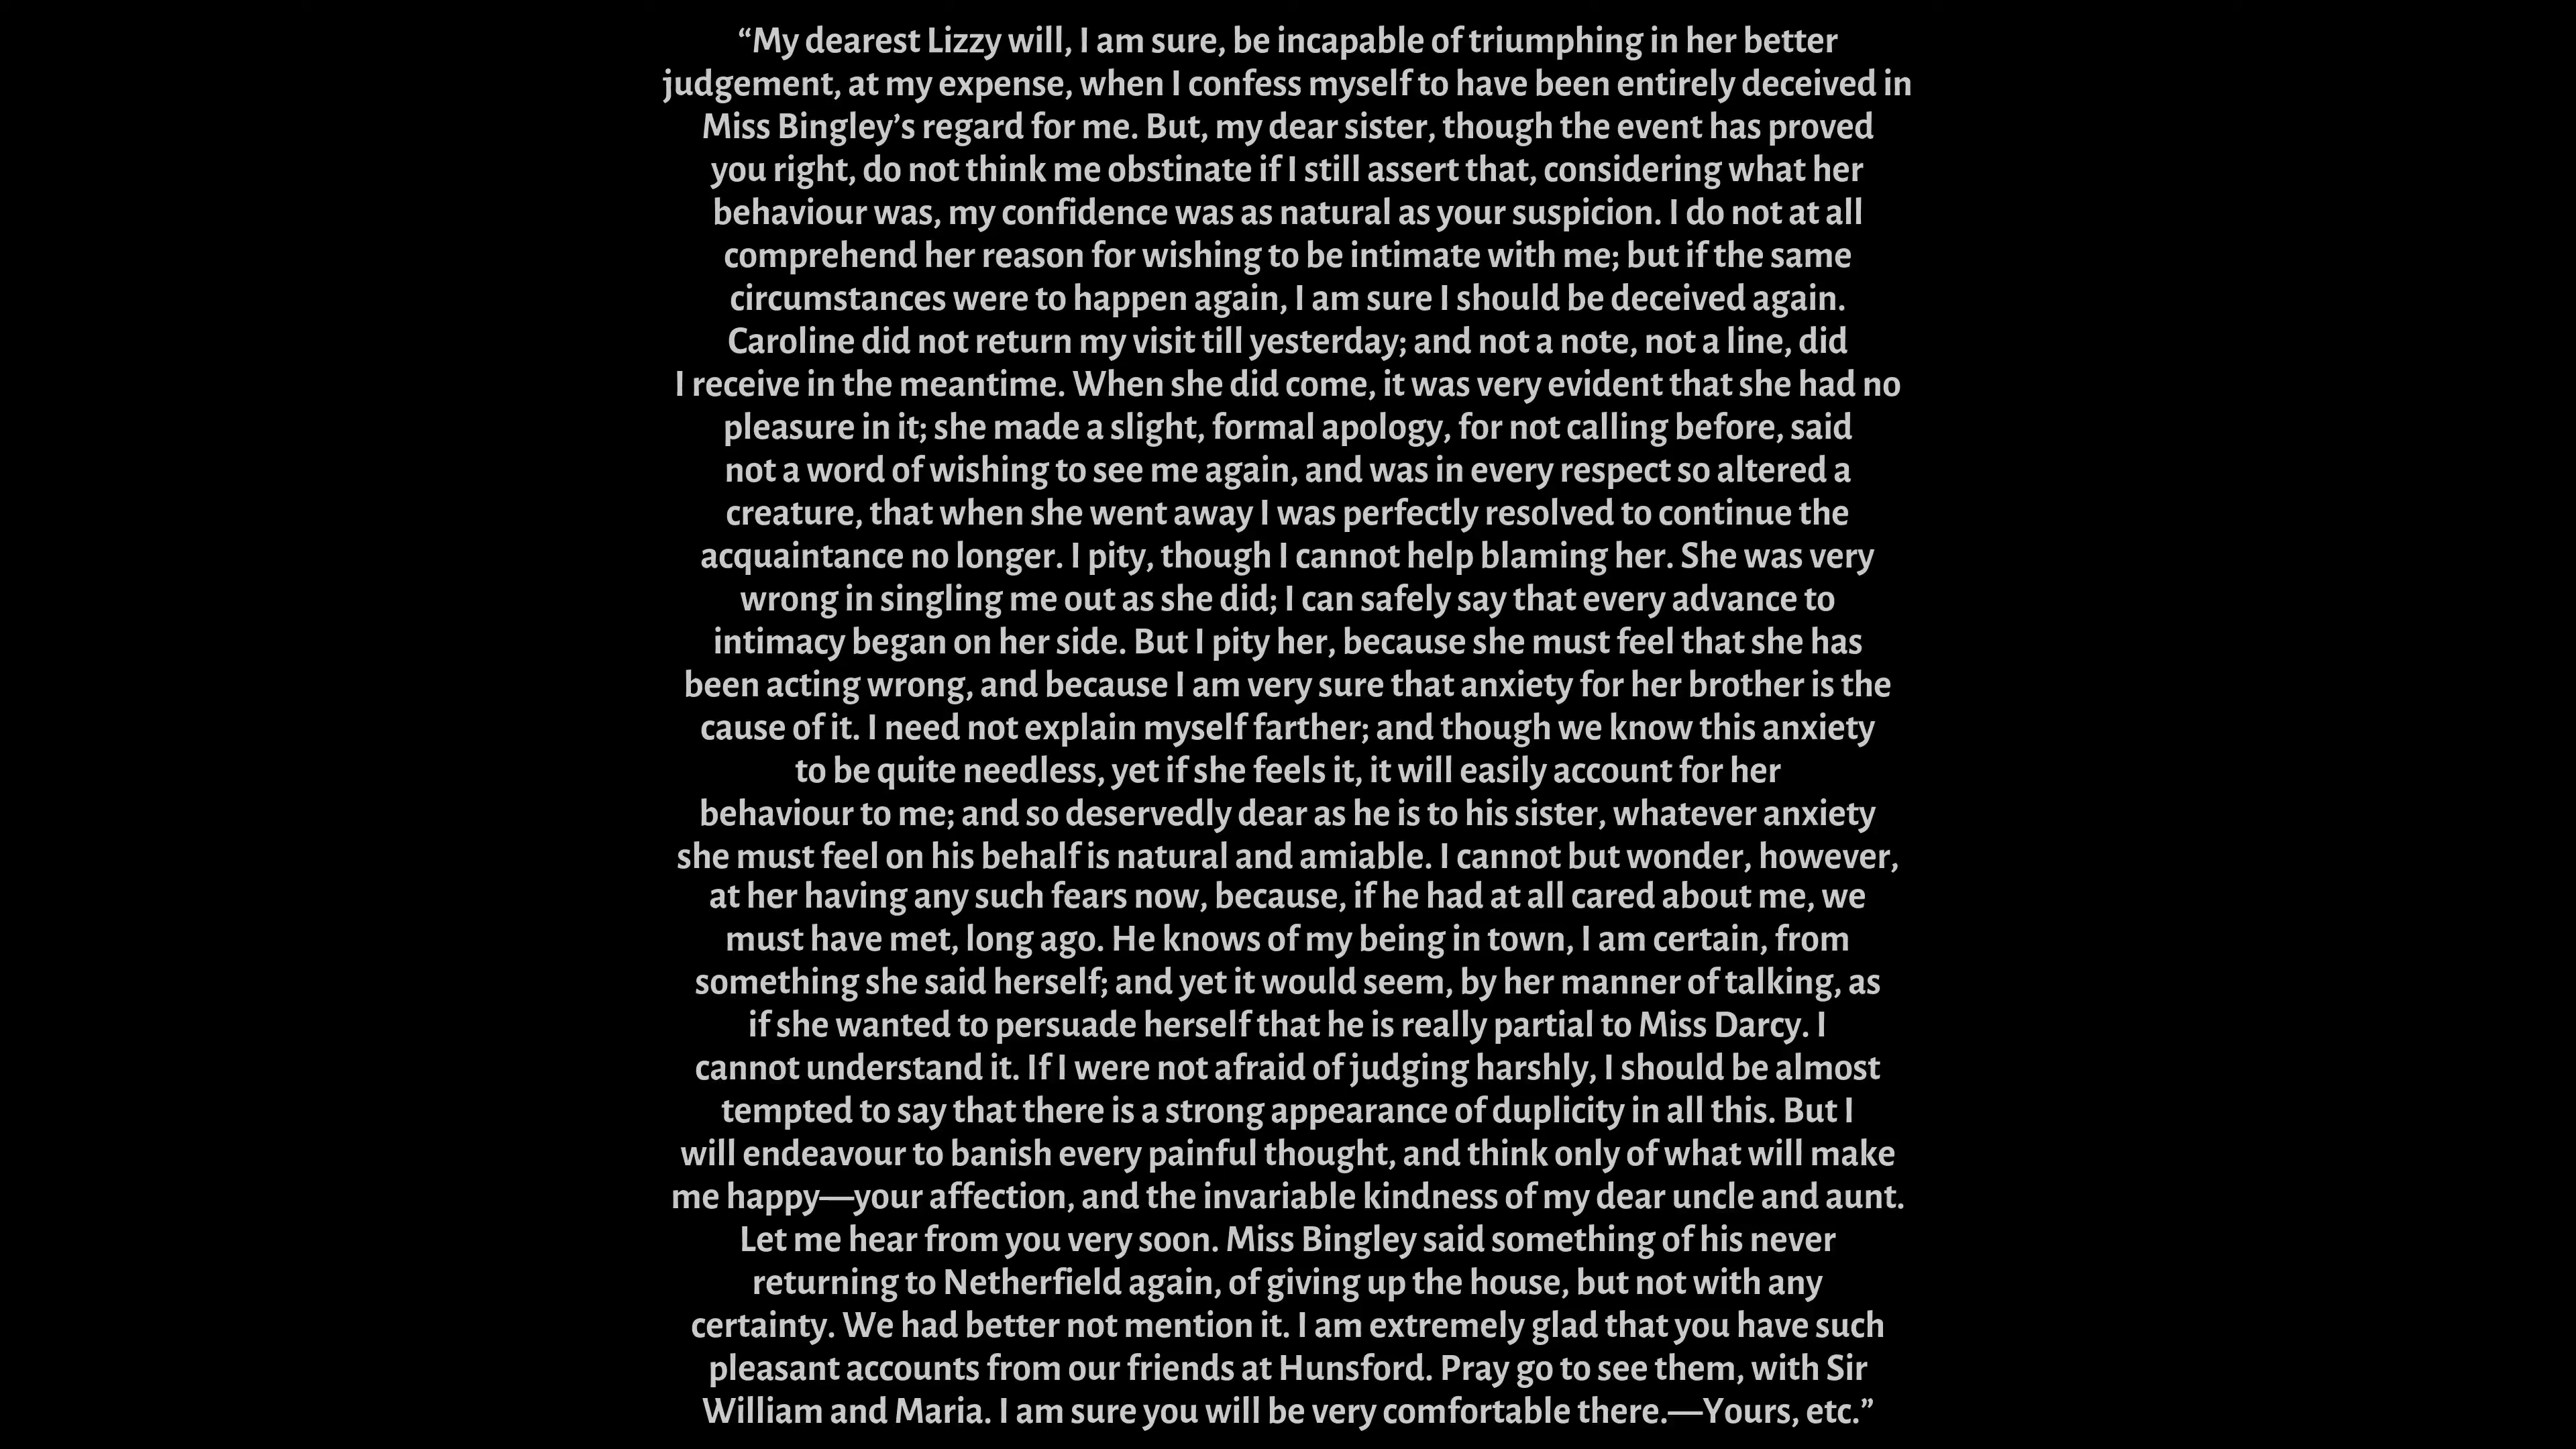 “My dearest Lizzy will, I am sure, be incapable of triumphing in her better
judgement, at my expense, when I confess myself to have been entirely deceived in
Miss Bingley’s regard for me. But, my dear sister, though the event has proved
you right, do not think me obstinate if I still assert that, considering what her
behaviour was, my confidence was as natural as your suspicion. I do not at all
comprehend her reason for wishing to be intimate with me; but if the same
circumstances were to happen again, I am sure I should be deceived again.
Caroline did not return my visit till yesterday; and not a note, not a line, did
I receive in the meantime. When she did come, it was very evident that she had no
pleasure in it; she made a slight, formal apology, for not calling before, said
not a word of wishing to see me again, and was in every respect so altered a
creature, that when she went away I was perfectly resolved to continue the
acquaintance no longer. I pity, though I cannot help blaming her. She was very
wrong in singling me out as she did; I can safely say that every advance to
intimacy began on her side. But I pity her, because she must feel that she has
been acting wrong, and because I am very sure that anxiety for her brother is the
cause of it. I need not explain myself farther; and though we know this anxiety
to be quite needless, yet if she feels it, it will easily account for her
behaviour to me; and so deservedly dear as he is to his sister, whatever anxiety
she must feel on his behalf is natural and amiable. I cannot but wonder, however,
at her having any such fears now, because, if he had at all cared about me, we
must have met, long ago. He knows of my being in town, I am certain, from
something she said herself; and yet it would seem, by her manner of talking, as
if she wanted to persuade herself that he is really partial to Miss Darcy. I
cannot understand it. If I were not afraid of judging harshly, I should be almost
tempted to say that there is a strong appearance of duplicity in all this. But I
will endeavour to banish every painful thought, and think only of what will make
me happy—your affection, and the invariable kindness of my dear uncle and aunt.
Let me hear from you very soon. Miss Bingley said something of his never
returning to Netherfield again, of giving up the house, but not with any
certainty. We had better not mention it. I am extremely glad that you have such
pleasant accounts from our friends at Hunsford. Pray go to see them, with Sir
William and Maria. I am sure you will be very comfortable there.—Yours, etc.”